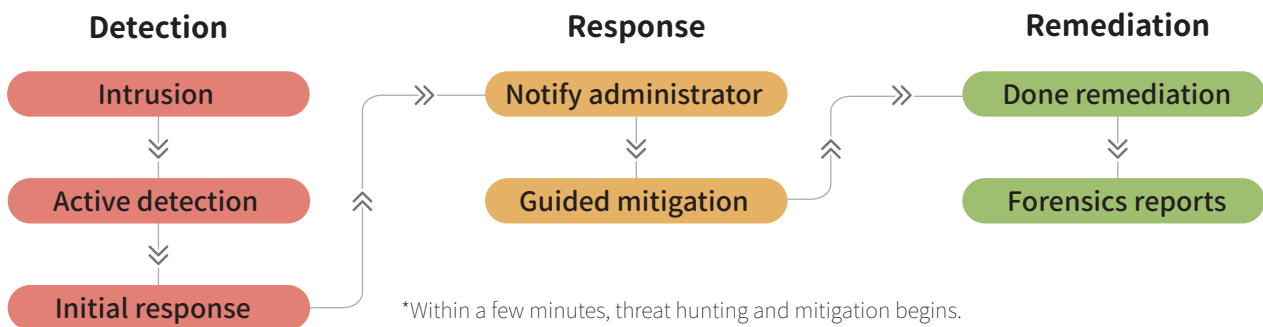 Detection
Intrusion
Active detection
Initial response
Response
Notify administrator
Guided mitigation
Remediation
Done remediation
Forensics reports
*Within a few minutes, threat hunting and mitigation begins.